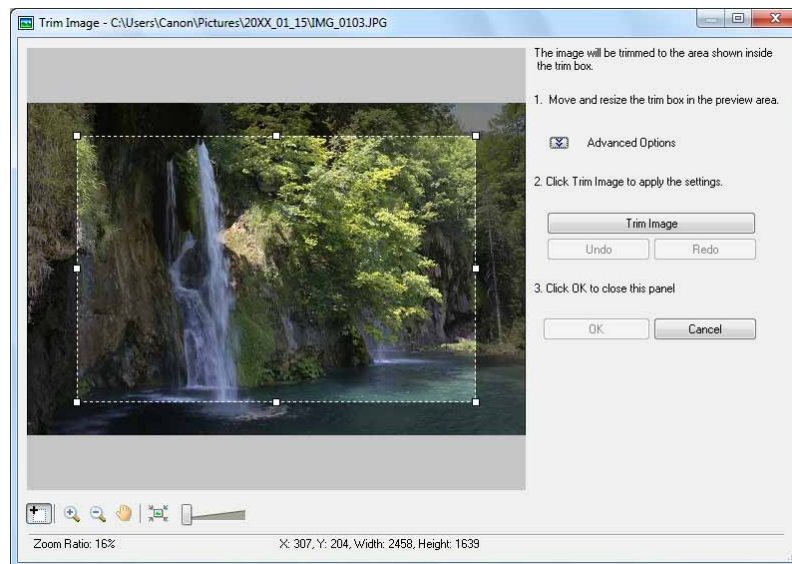 Trim Image - C:\Users\Canon\Pictures\20XX_01_15\IMG_0103.JPG
The image will be trimmed to the area shown inside
the trim box.
1. Move and resize the trim box in the preview area.
Advanced Options
2. Click Trim Image to apply the settings.
Trim Image
Undo Redo
3. Click OK to close this panel
OK Cancel
Zoom Ratio: 16% X: 307, Y: 204, Width: 2458, Height: 1639